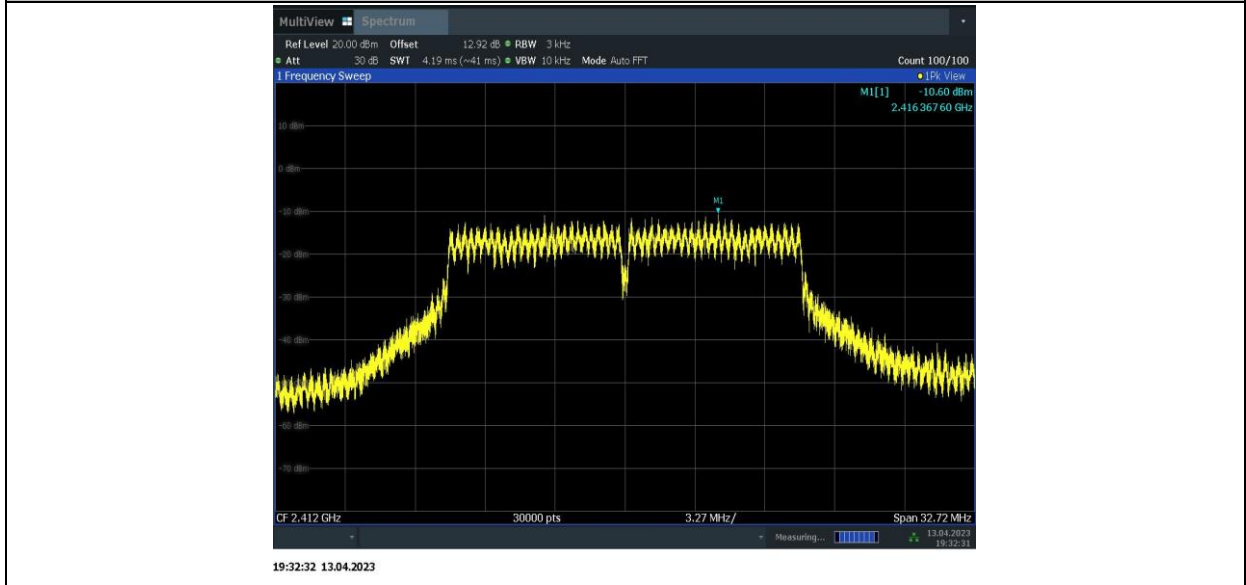 MultiView Spectrum
Ref Level 20.00 dBm Offset 12.92 dB RBW 3 kHz
Att 30 dB SWT 4.19 ms (~41 ms) VBW 10 kHz Mode Auto FFT Count 100/100
1 Frequency Sweep 1Pk View
M1[1] -10.60 dBm
2.416 367 60 GHz
10 dBm
0 dBm
M1
-10 dBm
-20 dBm
-30 dBm
-40 dBm
-60 dBm
-70 dBm
CF 2.412 GHz 30000 pts 3.27 MHz/ Span 32.72 MHz
Measuring... 13.04.2023
19:32:31
19:32:32 13.04.2023